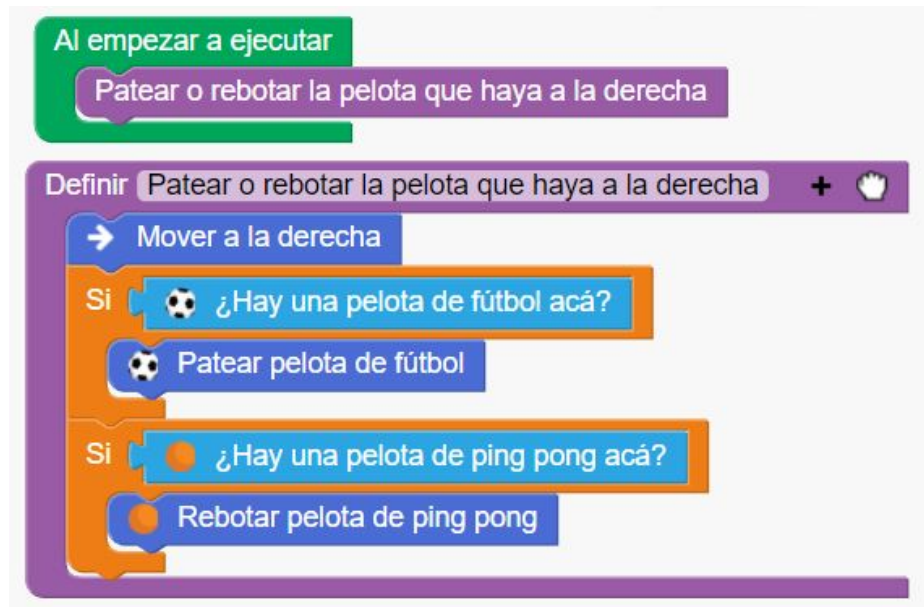 Al empezar a ejecutar
Patear o rebotar la pelota que haya a la derecha
Definir Patear o rebotar la pelota que haya a la derecha +
Mover a la derecha
Si ¿Hay una pelota de fútbol acá?
Patear pelota de fútbol
Si ¿Hay una pelota de ping pong acá?
Rebotar pelota de ping pong